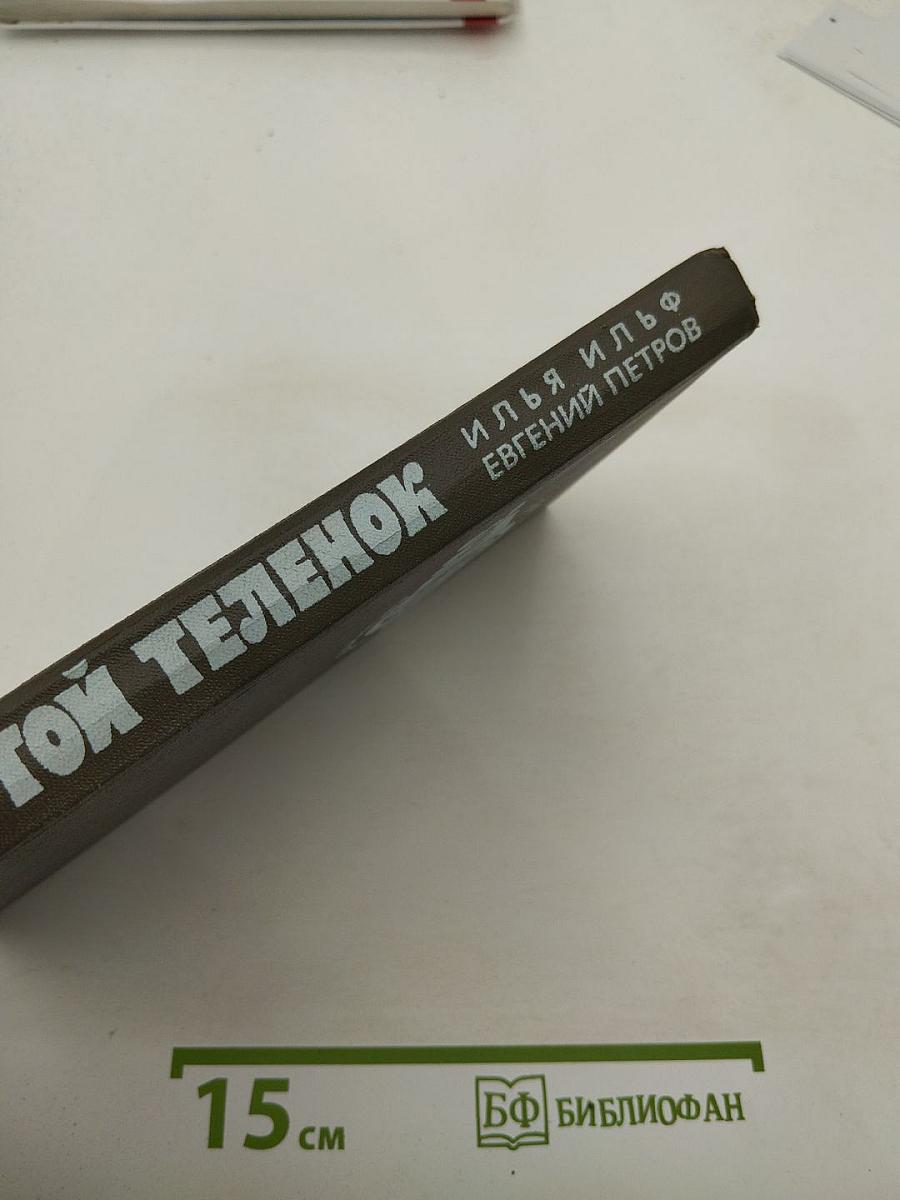 ИЛЬЯ ИЛЬФ
ЕВГЕНИЙ ПЕТРОВ
ТОЙ ТЕЛЕНОК
15 см
БФ БИБЛИОФАН